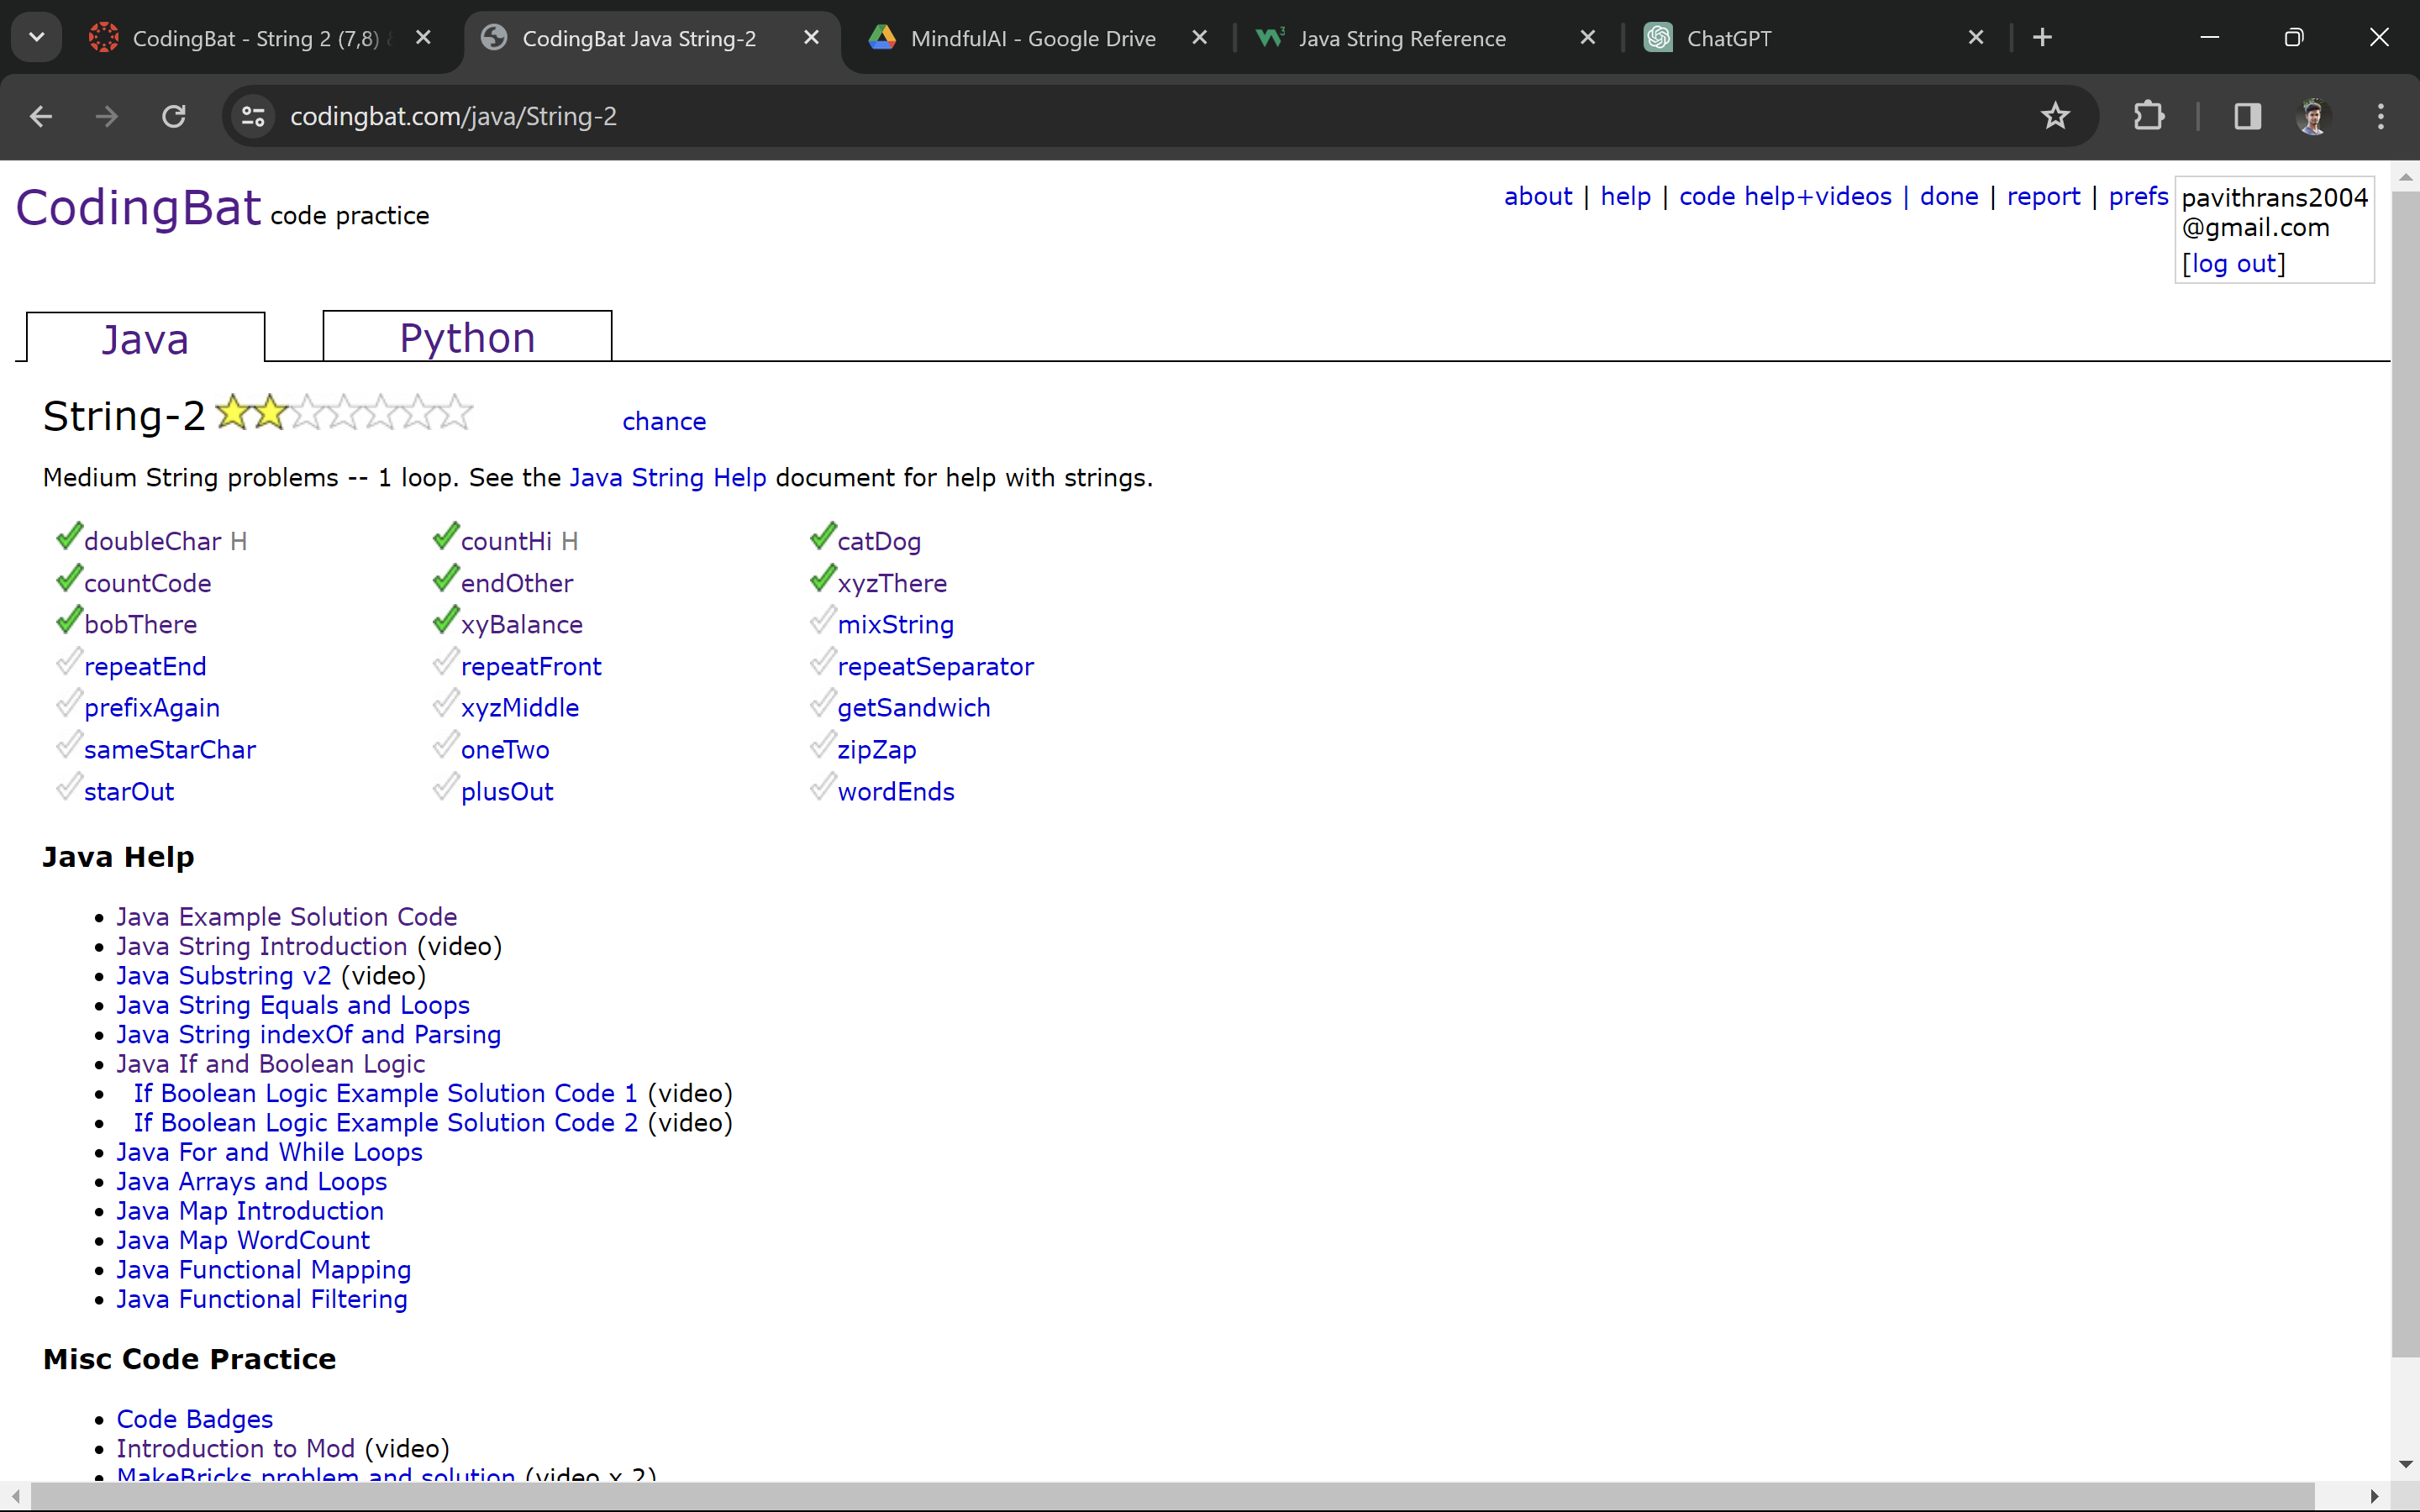 CodingBat - String 2 (7,8)
CodingBat Java String-2
MindfulAI - Google Drive
Java String Reference
ChatGPT
codingbat.com/java/String-2
CodingBat code practice
about | help | code help+videos | done | report | prefs
pavithrans2004
@gmail.com
[log out]
Java
Python
String-2
chance
Medium String problems -- 1 loop. See the Java String Help document for help with strings.
doubleChar H countHi H catDog
countCode endOther xyzThere
bobThere xyBalance mixString
repeatEnd repeatFront repeatSeparator
prefixAgain xyzMiddle getSandwich
sameStarChar oneTwo zipZap
starOut plusOut wordEnds
Java Help
Java Example Solution Code
Java String Introduction (video)
Java Substring v2 (video)
Java String Equals and Loops
Java String indexOf and Parsing
Java If and Boolean Logic
If Boolean Logic Example Solution Code 1 (video)
If Boolean Logic Example Solution Code 2 (video)
Java For and While Loops
Java Arrays and Loops
Java Map Introduction
Java Map WordCount
Java Functional Mapping
Java Functional Filtering
Misc Code Practice
Code Badges
Introduction to Mod (video)
MakeBricks problem and solution (video x 2)